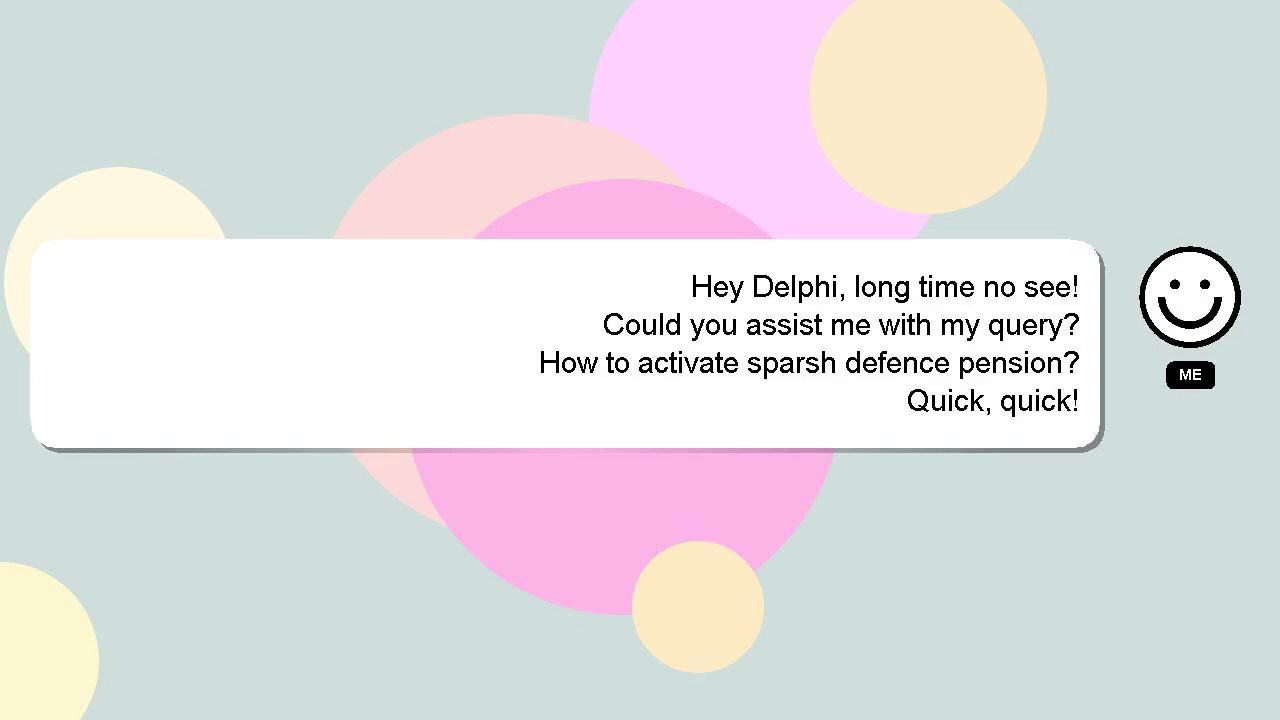 Hey Delphi, long time no see!
Could you assist me with my query?
How to activate sparsh defence pension?
Quick, quick!
ME